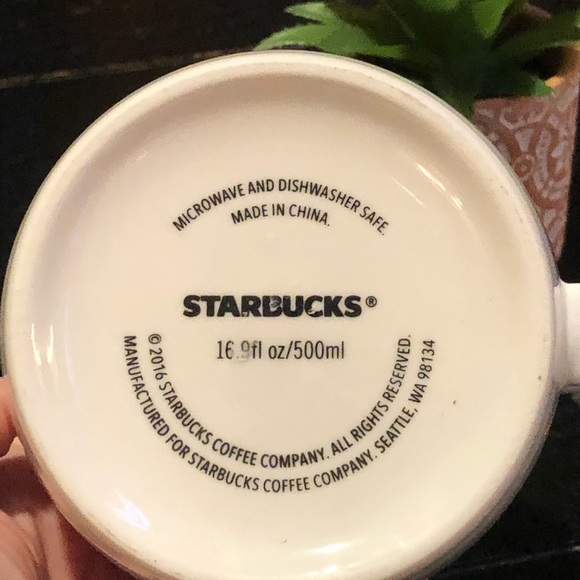 MICROWAVE AND DISHWASHER SAFE.
MADE IN CHINA.
STARBUCKS®
16.9fl oz/500ml
© 2016 STARBUCKS COFFEE COMPANY. ALL RIGHTS RESERVED.
MANUFACTURED FOR STARBUCKS COFFEE COMPANY. SEATTLE, WA 98134